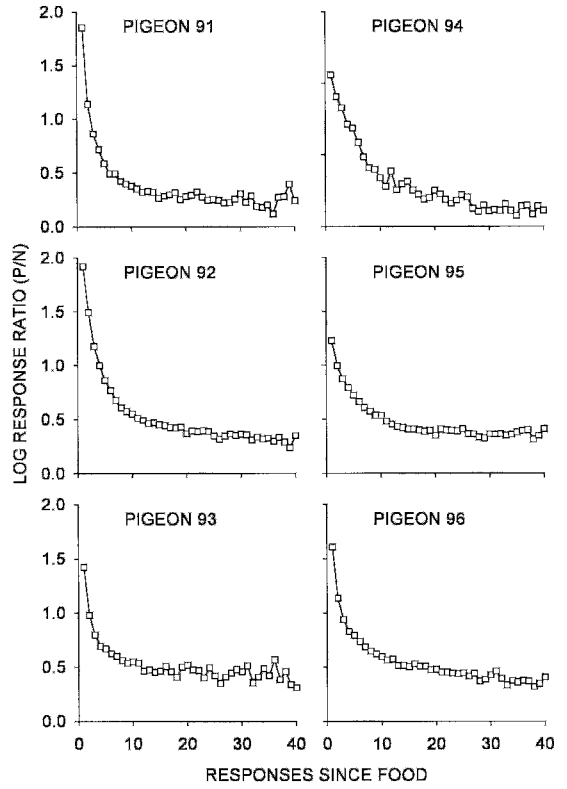 PIGEON 91
PIGEON 94
2.0
1.5
1.0
0.5
0.0
PIGEON 92
PIGEON 95
2.0
1.5
1.0
0.5
0.0
PIGEON 93
PIGEON 96
2.0
1.5
1.0
0.5
0.0
0 10 20 30 40
0 10 20 30 40
LOG RESPONSE RATIO (P/N)
RESPONSES SINCE FOOD